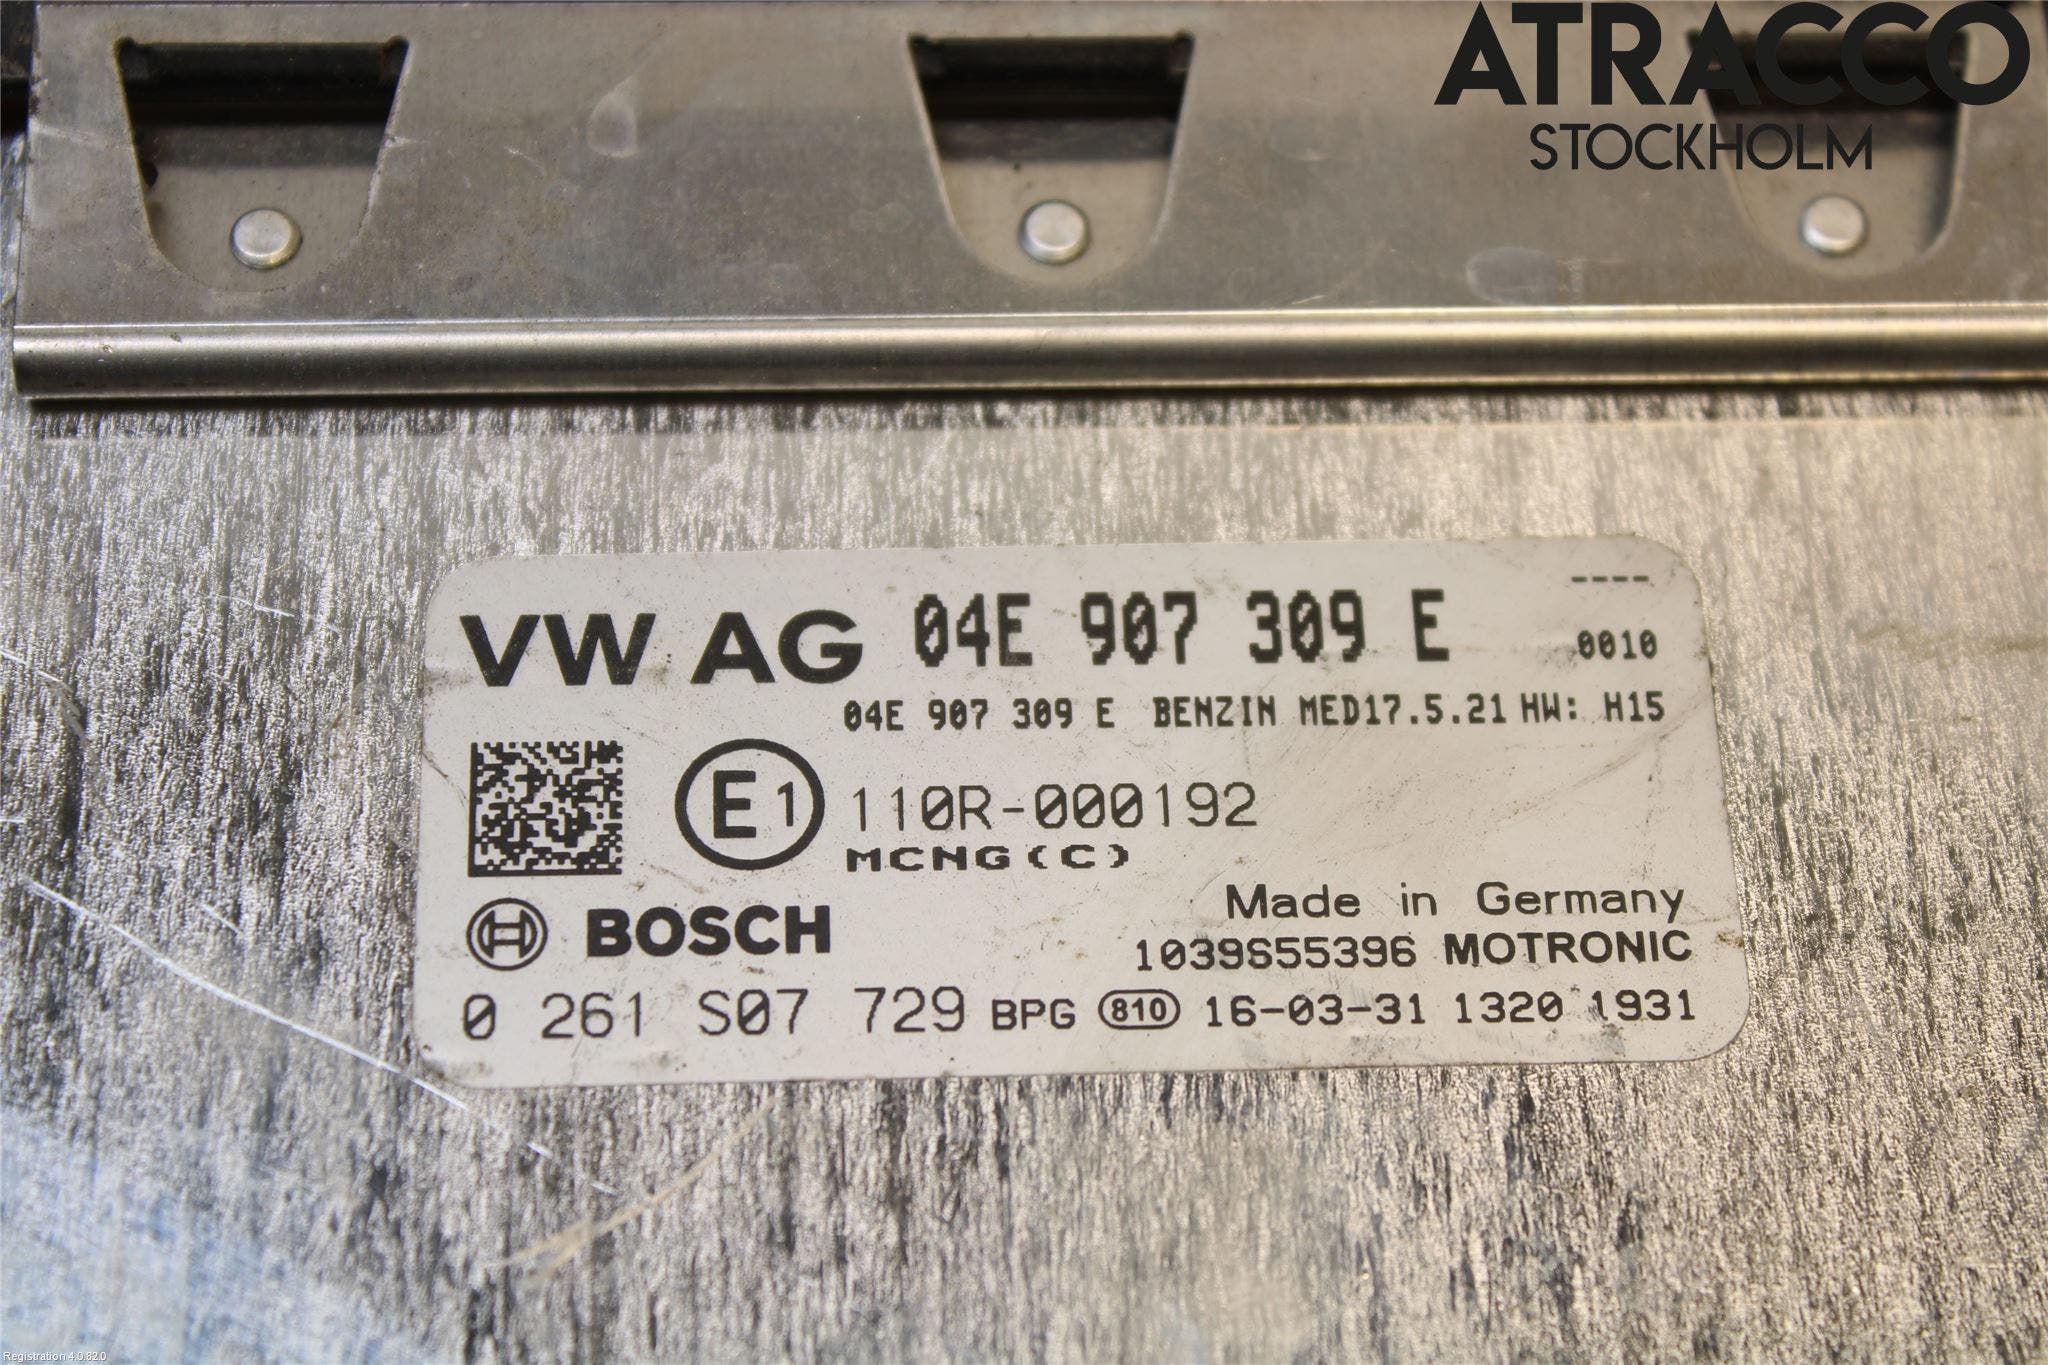 ATRACCO
STOCKHOLM
VW AG 04E 907 309 E ----
0010
04E 907 309 E BENZIN MED17.5.21 HW: H15
E1 110R-000192
MCNG(C)
BOSCH
Made in Germany
1039S55396 MOTRONIC
0 261 S07 729 BPG 810 16-03-31 1320 1931
Registration 4.0.82.0